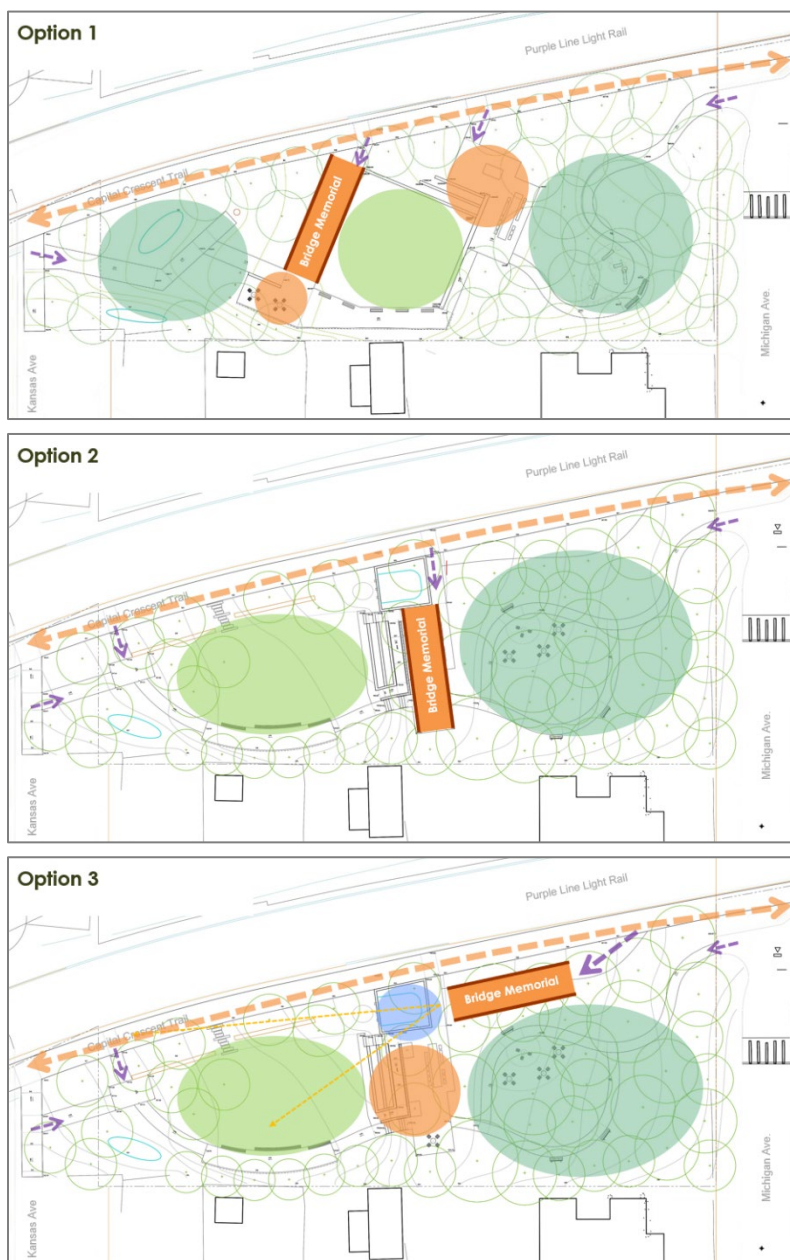 Option 1
Purple Line Light Rail
Capital Crescent Trail
Bridge Memorial
Kansas Ave
Michigan Ave.
Option 2
Purple Line Light Rail
Capital Crescent Trail
Bridge Memorial
Kansas Ave
Michigan Ave.
Option 3
Purple Line Light Rail
Capital Crescent Trail
Bridge Memorial
Kansas Ave
Michigan Ave.